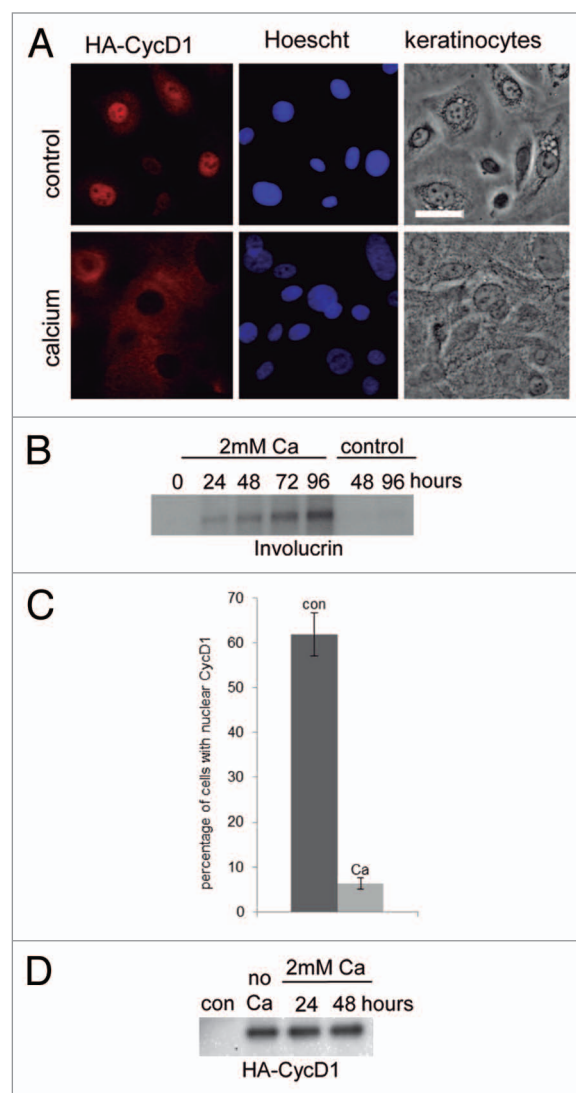 A
HA-CycD1 Hoescht keratinocytes
control
calcium
B
2mM Ca control
0 24 48 72 96 48 96 hours
Involucrin
C
percentage of cells with nuclear CycD1
70
60
50
40
30
20
10
0
con
Ca
D
no 2mM Ca
con Ca 24 48 hours
HA-CycD1